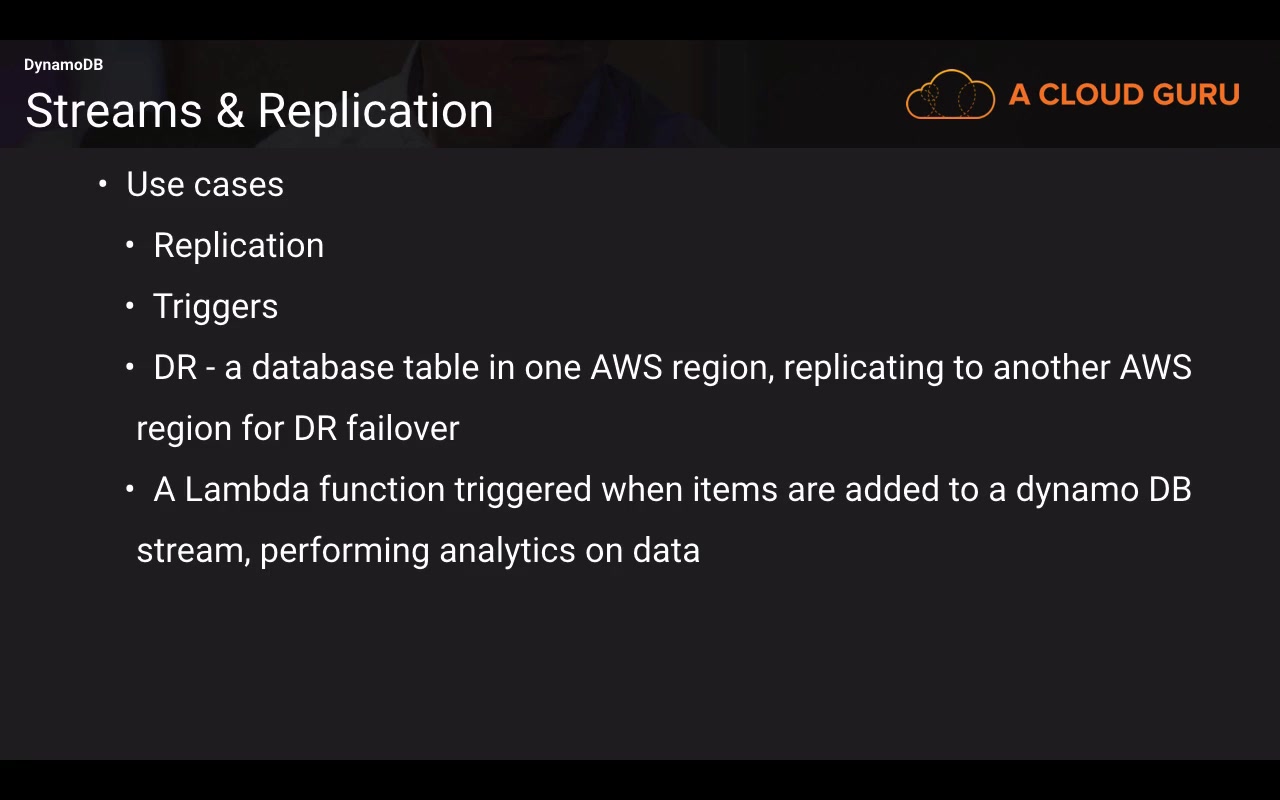 DynamoDB
Streams & Replication
A CLOUD GURU
• Use cases
• Replication
• Triggers
• DR - a database table in one AWS region, replicating to another AWS
region for DR failover
• A Lambda function triggered when items are added to a dynamo DB
stream, performing analytics on data